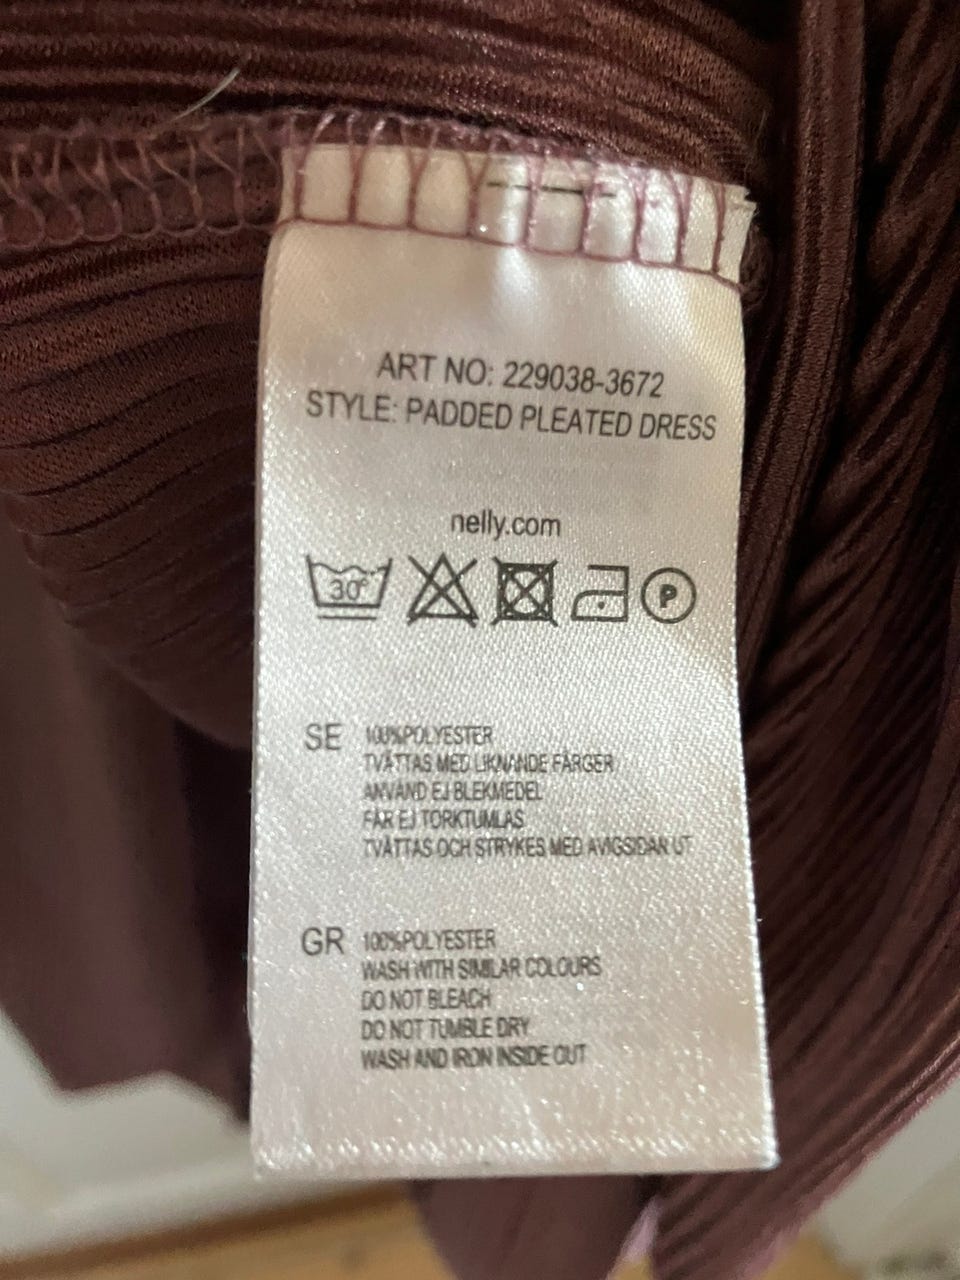 ART NO: 229038-3672
STYLE: PADDED PLEATED DRESS
nelly.com
30° P
SE 100%POLYESTER
TVÄTTAS MED LIKNANDE FÄRGER
ANVÄND EJ BLEKMEDEL
FÅR EJ TORKTUMLAS
TVÄTTAS OCH STRYKES MED AVIGSIDAN UT
GR 100%POLYESTER
WASH WITH SIMILAR COLOURS
DO NOT BLEACH
DO NOT TUMBLE DRY
WASH AND IRON INSIDE OUT